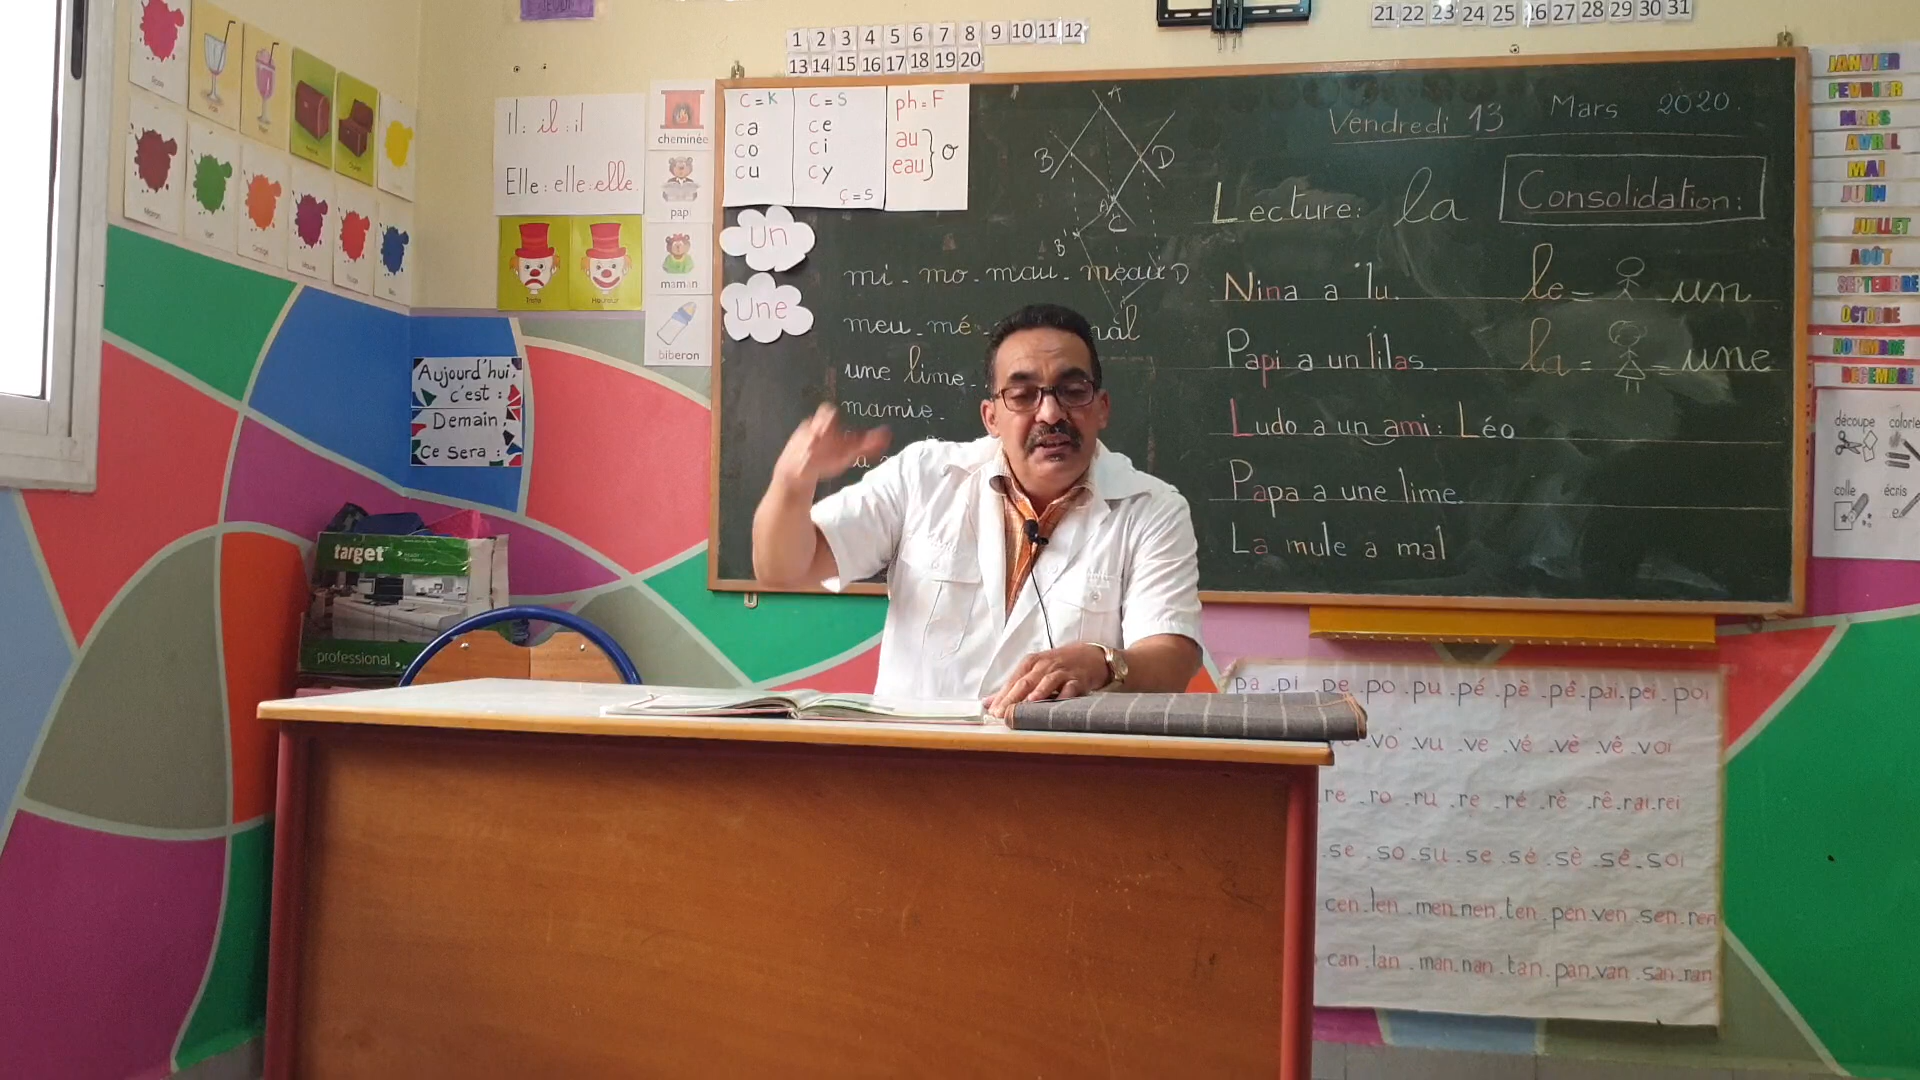 JEUDI
1 2 3 4 5 6 7 8 9 10 11 12
13 14 15 16 17 18 19 20
21 22 23 24 25 26 27 28 29 30 31
Il : il : il
Elle : elle : elle.
cheminée
papi
maman
biberon
C = K
ca
co
cu
C = S
ce
ci
cy
ç = S
ph = F
au
eau } o
Un
Une
A
B
D
C
B'
Vendredi 13 Mars 2020.
Lecture : la
Consolidation :
mi - mo - mau - meau
meu - mé -
une lime -
mamie.
Nina a lu.
le = un
Papi a un lilas.
la = = une
Ludo a un ami : Léo
Papa a une lime.
La mule a mal
JANVIER
FEVRIER
MARS
AVRIL
MAI
JUIN
JUILLET
AOÛT
SEPTEMBRE
OCTOBRE
NOVEMBRE
DECEMBRE
découpe colorie
colle écris
Aujourd'hui,
c'est :
Demain,
Ce sera :
target
professional
pa - pi - pe - po - pu - pé - pè - pê - pai - pei - poi
vo - vu - ve - vé - vè - vê - voi
re - ro - ru - re - ré - rè - rê - rai - rei
se - so - su - se - sé - sè - sê - soi
cen - len - men - nen - ten - pen - ven - sen - ren
can - lan - man - nan - tan - pan - van - san - ran